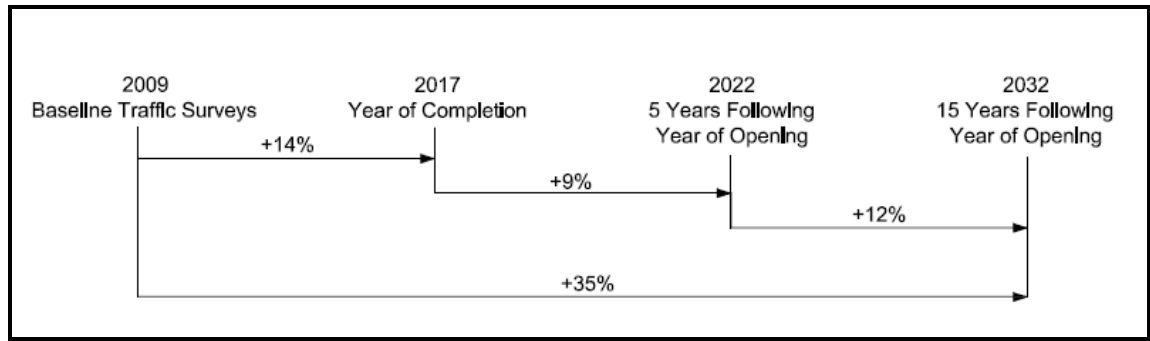 2009
Baseline Traffic Surveys
2017
Year of Completion
2022
5 Years Following
Year of Opening
2032
15 Years Following
Year of Opening
+14%
+9%
+12%
+35%